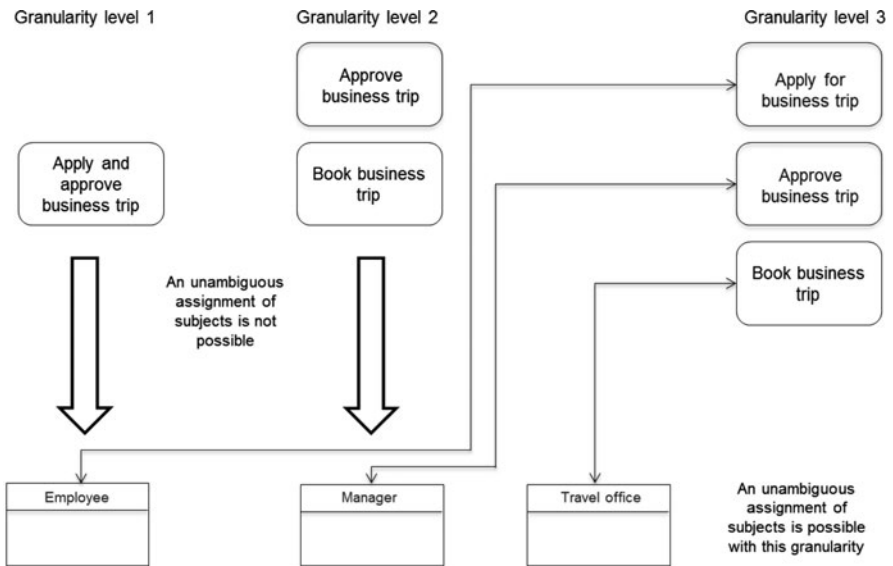 Granularity level 1
Granularity level 2
Granularity level 3
Approve
business trip
Apply for
business trip
Apply and
approve
business trip
Book business
trip
Approve
business trip
An unambiguous
assignment of
subjects is not
possible
Book business
trip
Employee
Manager
Travel office
An unambiguous
assignment of
subjects is possible
with this granularity